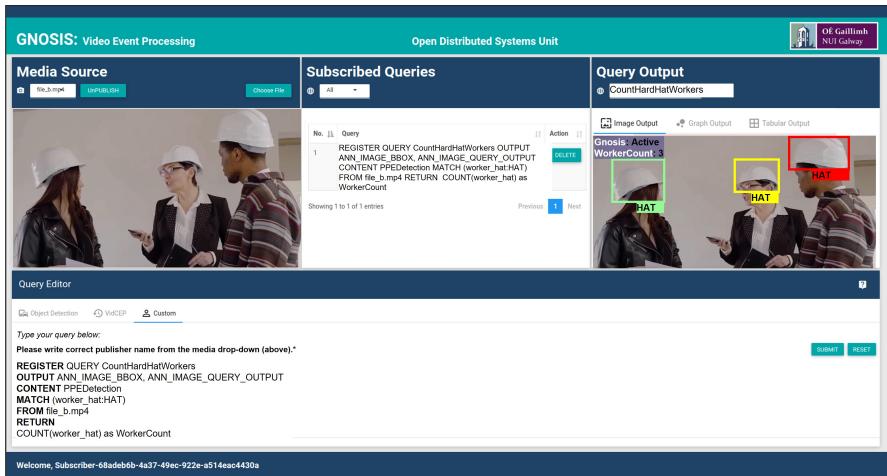 GNOSIS: Video Event Processing
Open Distributed Systems Unit
OÉ Gaillimh
NUI Galway
Media Source
file_b.mp4
UnPUBLISH
Choose File
Subscribed Queries
All
No.
Query
Action
1
REGISTER QUERY CountHardHatWorkers OUTPUT
ANN_IMAGE_BBOX, ANN_IMAGE_QUERY_OUTPUT
CONTENT PPEDetection MATCH (worker_hat:HAT)
FROM file_b.mp4 RETURN COUNT(worker_hat) as
WorkerCount
DELETE
Showing 1 to 1 of 1 entries
Previous 1 Next
Query Output
CountHardHatWorkers
Image Output
Graph Output
Tabular Output
Gnosis: Active
WorkerCount: 3
HAT
HAT
HAT
Query Editor
?
Object Detection
VidCEP
Custom
Type your query below:
Please write correct publisher name from the media drop-down (above).*
SUBMIT
RESET
REGISTER QUERY CountHardHatWorkers
OUTPUT ANN_IMAGE_BBOX, ANN_IMAGE_QUERY_OUTPUT
CONTENT PPEDetection
MATCH (worker_hat:HAT)
FROM file_b.mp4
RETURN
COUNT(worker_hat) as WorkerCount
Welcome, Subscriber-68adeb6b-4a37-49ec-922e-a514eac4430a